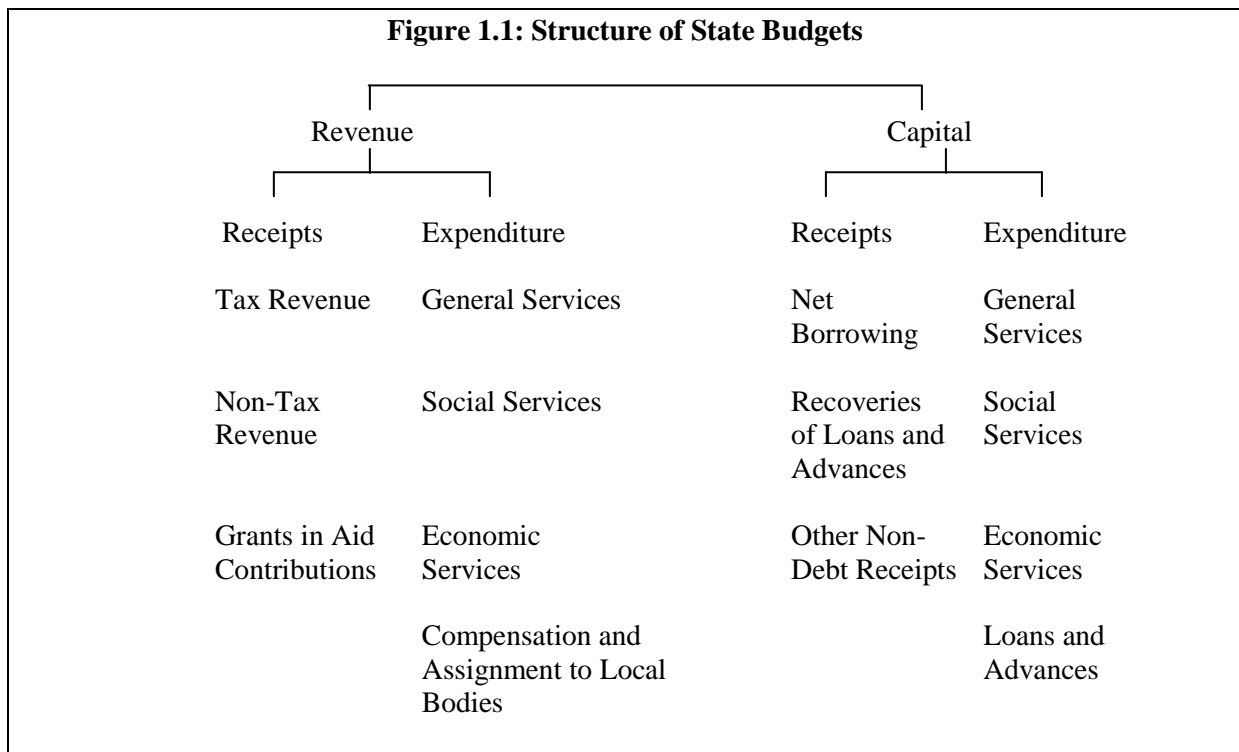 Figure 1.1: Structure of State Budgets
Revenue Capital
Receipts Expenditure Receipts Expenditure
Tax Revenue General Services Net General
Borrowing Services
Non-Tax Social Services Recoveries Social
Revenue of Loans and Services
Advances
Grants in Aid Economic Other Non- Economic
Contributions Services Debt Receipts Services
Compensation and Loans and
Assignment to Local Advances
Bodies